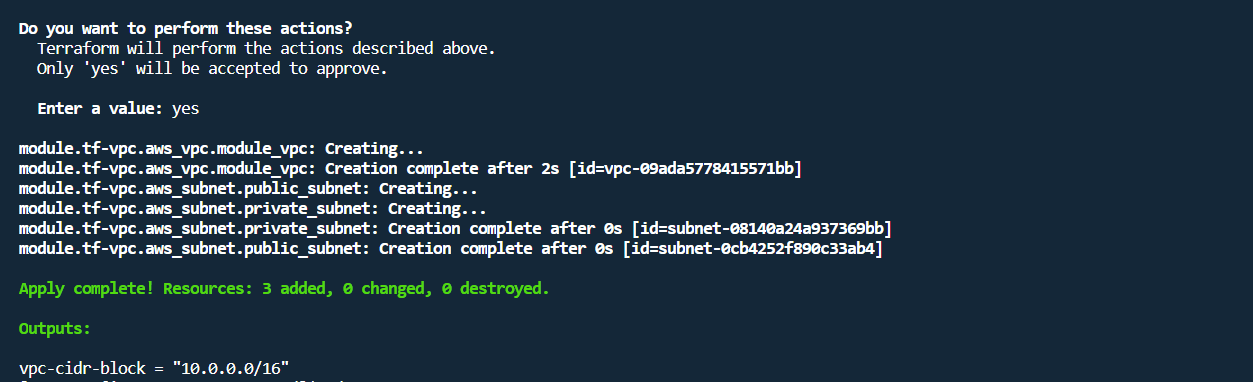 Do you want to perform these actions?
Terraform will perform the actions described above.
Only 'yes' will be accepted to approve.
Enter a value: yes
module.tf-vpc.aws_vpc.module_vpc: Creating...
module.tf-vpc.aws_vpc.module_vpc: Creation complete after 2s [id=vpc-09ada5778415571bb]
module.tf-vpc.aws_subnet.public_subnet: Creating...
module.tf-vpc.aws_subnet.private_subnet: Creating...
module.tf-vpc.aws_subnet.private_subnet: Creation complete after 0s [id=subnet-08140a24a937369bb]
module.tf-vpc.aws_subnet.public_subnet: Creation complete after 0s [id=subnet-0cb4252f890c33ab4]
Apply complete! Resources: 3 added, 0 changed, 0 destroyed.
Outputs:
vpc-cidr-block = "10.0.0.0/16"